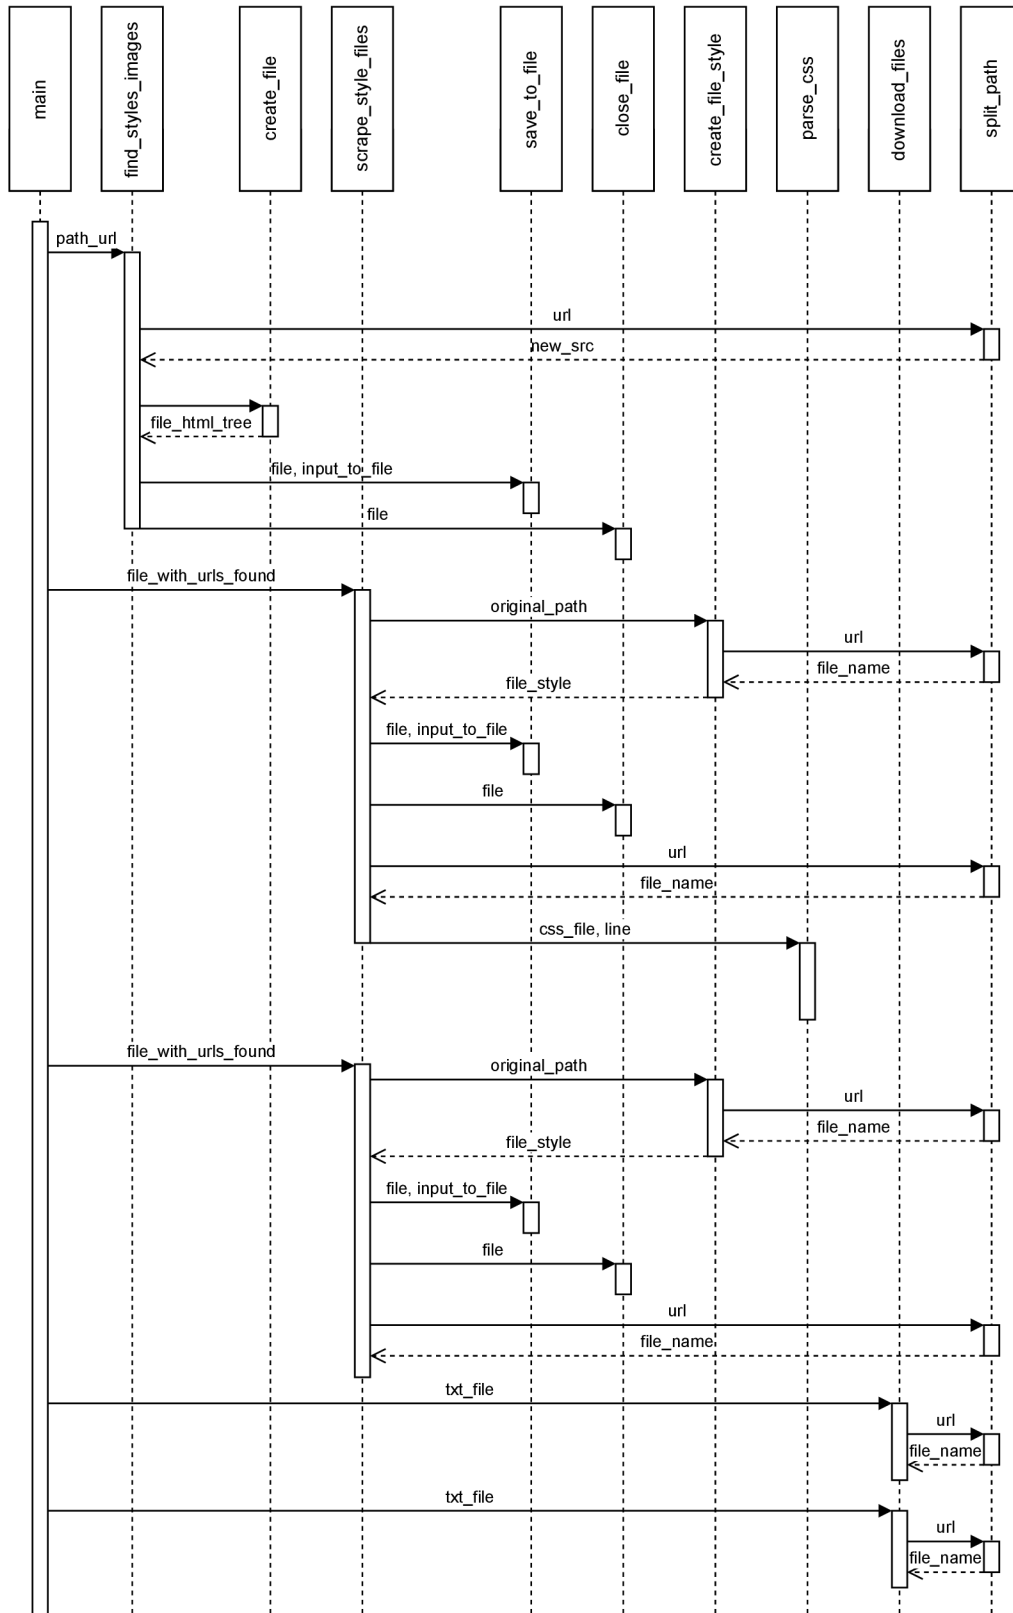 main
find_styles_images
create_file
scrape_style_files
save_to_file
close_file
create_file_style
parse_css
download_files
split_path
path_url
url
new_src
file_html_tree
file, input_to_file
file
file_with_urls_found
original_path
url
file_name
file_style
file, input_to_file
file
url
file_name
css_file, line
file_with_urls_found
original_path
url
file_name
file_style
file, input_to_file
file
url
file_name
txt_file
url
file_name
txt_file
url
file_name